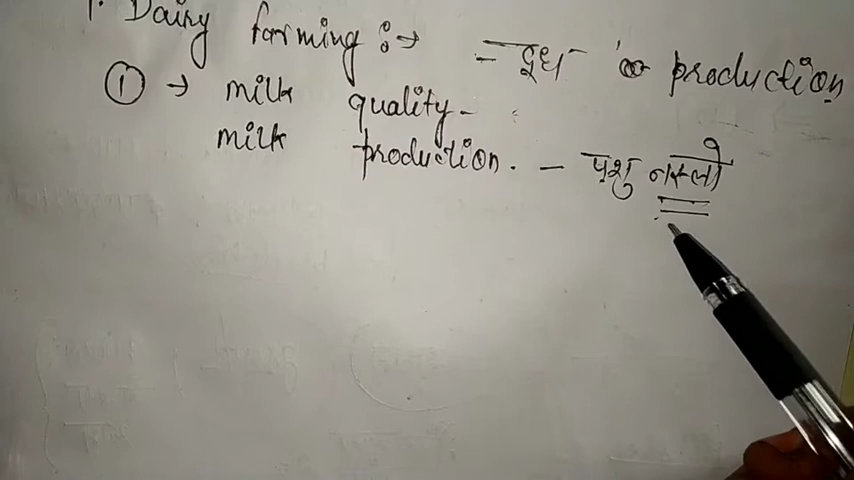 1. Dairy farming :→ - दूध production
① → milk quality -
milk production. - पशु नस्लो